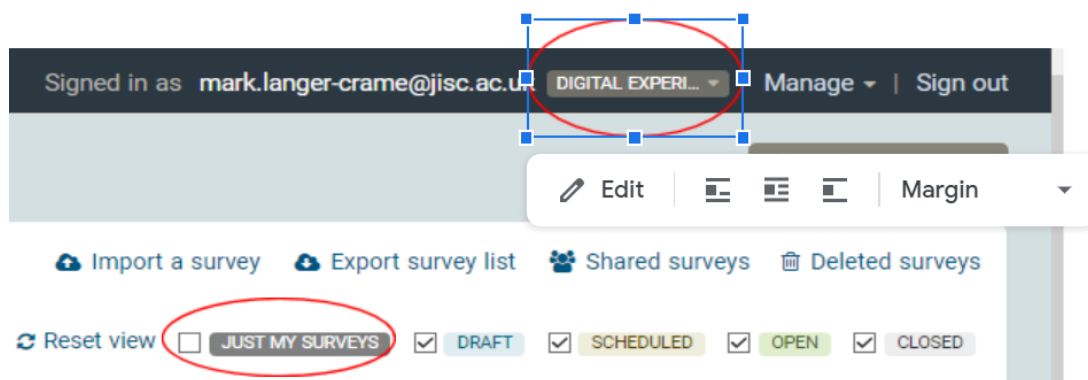 Signed in as mark.langer-crame@jisc.ac.uk DIGITAL EXPERI... Manage | Sign out
Edit Margin
Import a survey Export survey list Shared surveys Deleted surveys
Reset view JUST MY SURVEYS DRAFT SCHEDULED OPEN CLOSED